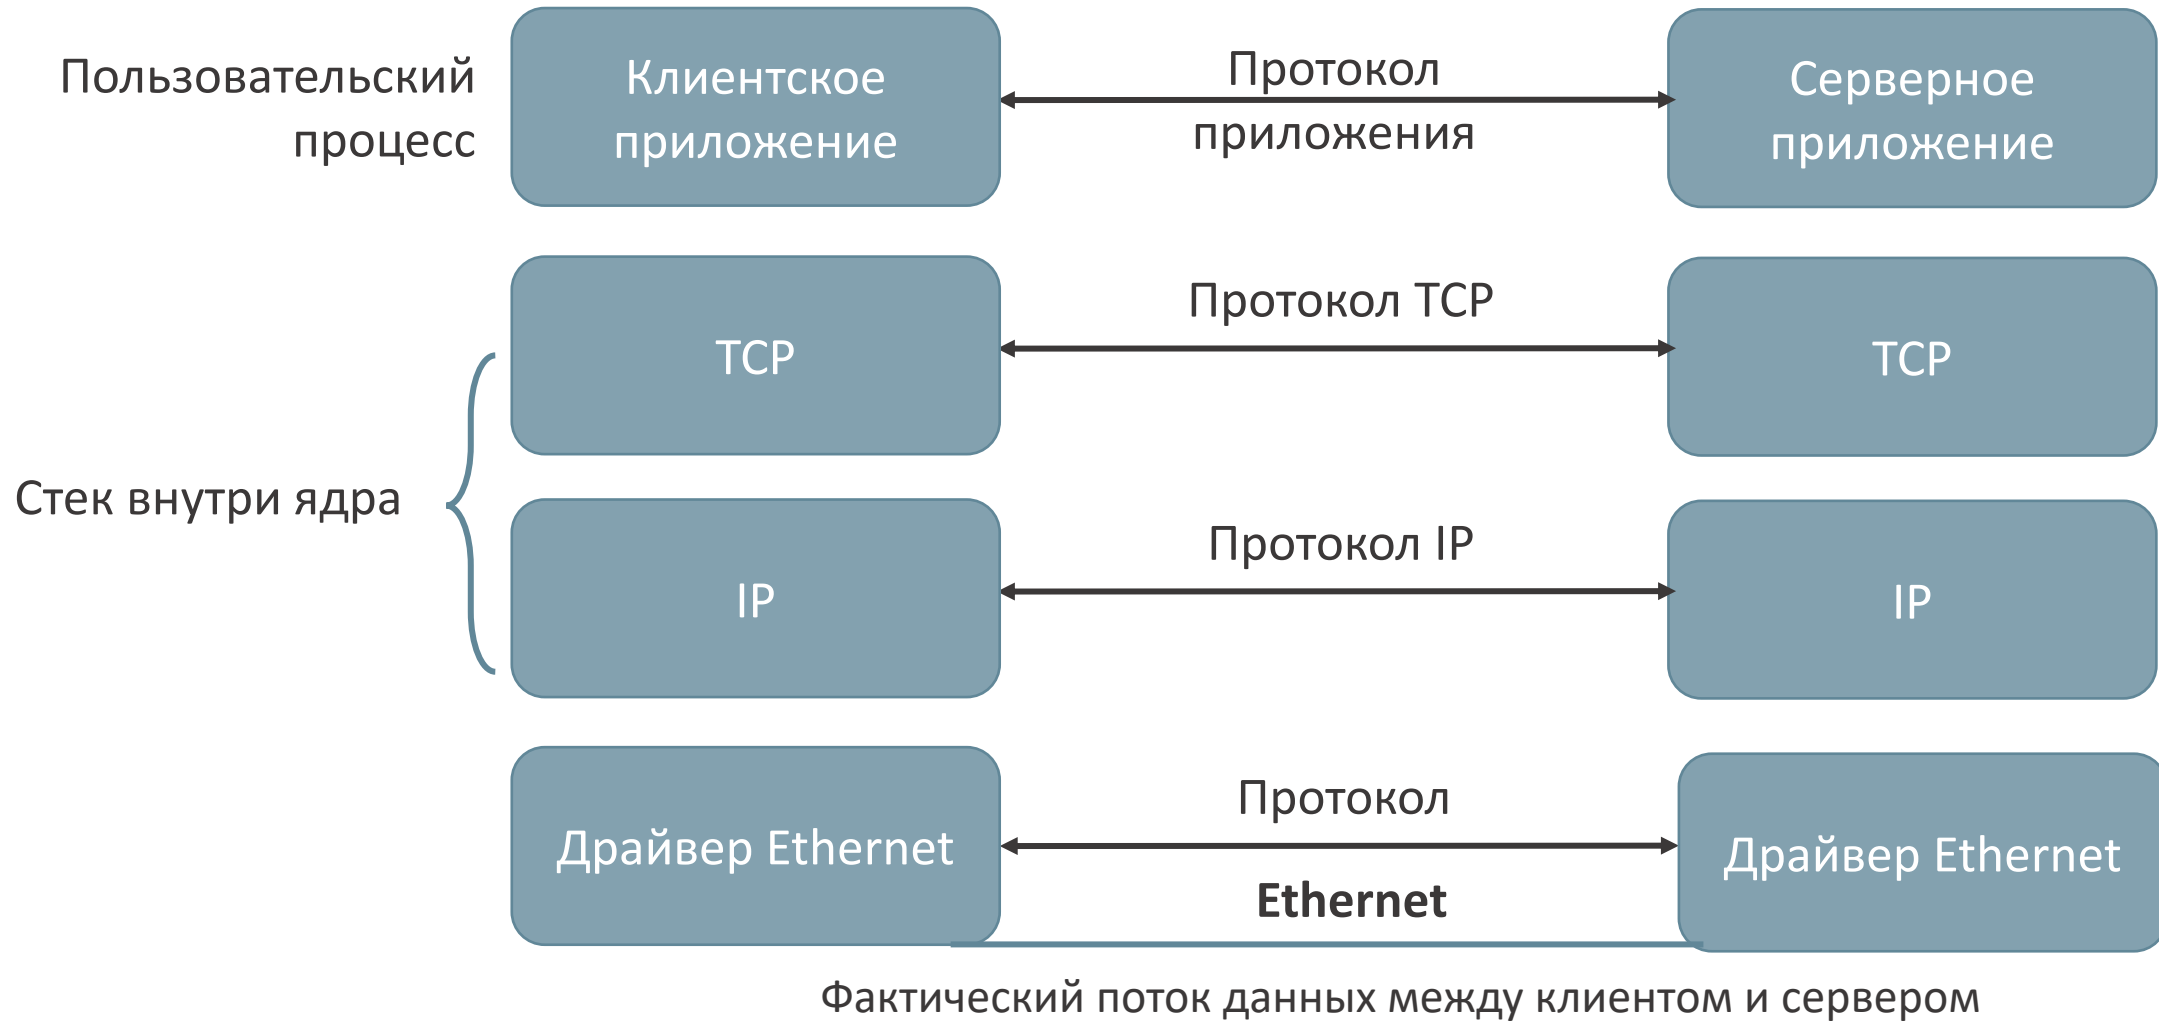 Пользовательский
процесс
Клиентское
приложение
Протокол
приложения
Серверное
приложение
TCP
Протокол TCP
TCP
Стек внутри ядра
IP
Протокол IP
IP
Драйвер Ethernet
Протокол
Ethernet
Драйвер Ethernet
Фактический поток данных между клиентом и сервером